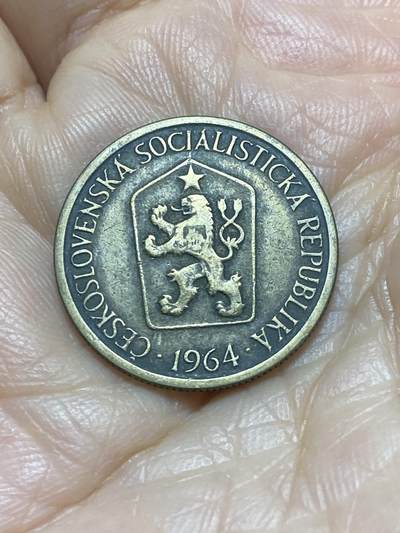 ČESKOSLOVENSKÁ SOCIALISTICKÁ REPUBLIKA
· 1964 ·